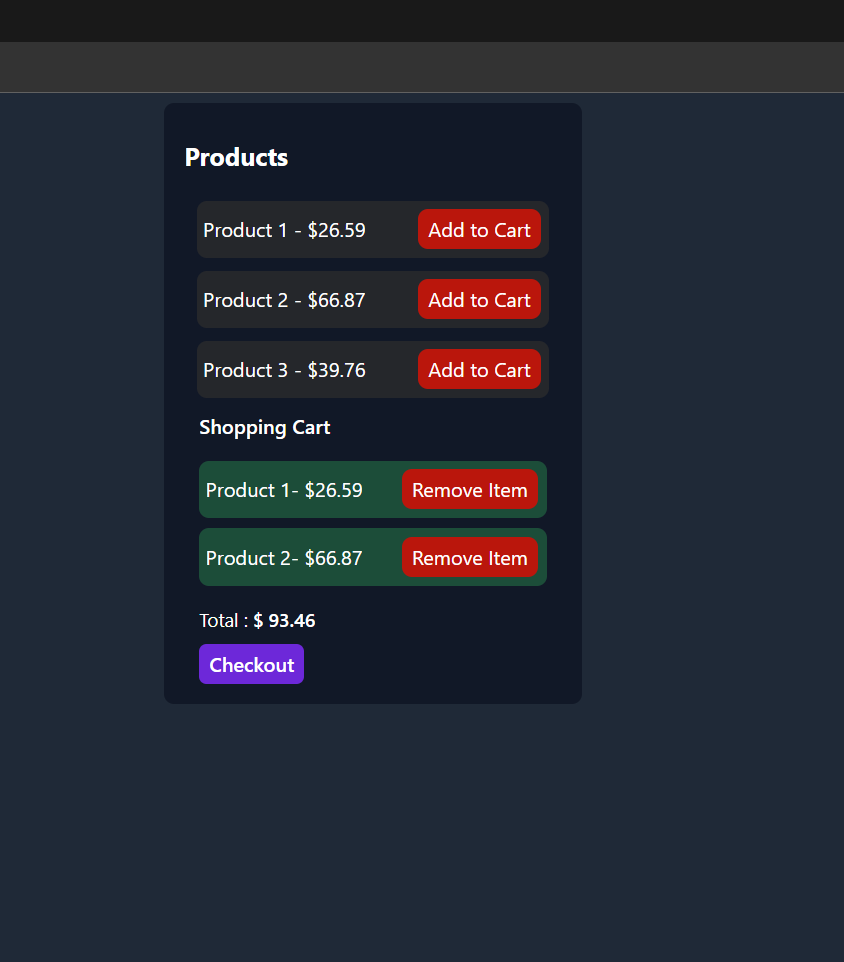 Products
Product 1 - $26.59 Add to Cart
Product 2 - $66.87 Add to Cart
Product 3 - $39.76 Add to Cart
Shopping Cart
Product 1- $26.59 Remove Item
Product 2- $66.87 Remove Item
Total : $ 93.46
Checkout